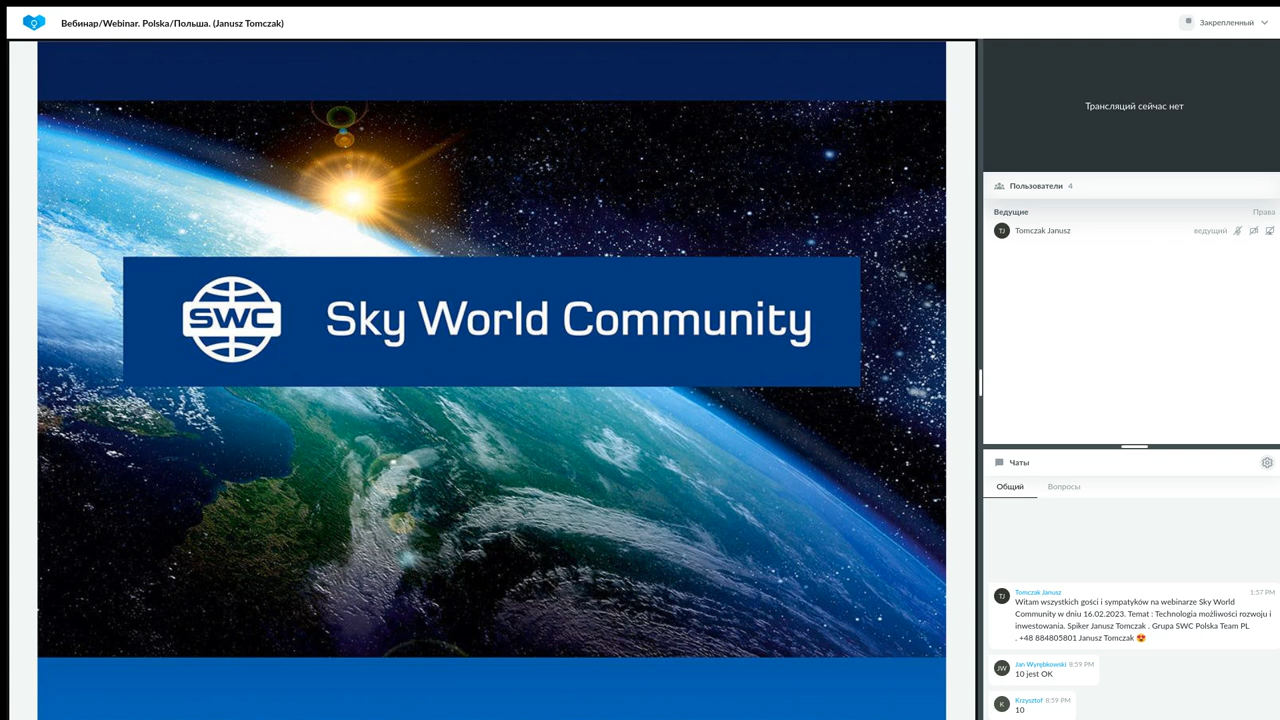 Вебинар/Webinar. Polska/Польша. (Janusz Tomczak)
Закрепленный
Трансляций сейчас нет
Пользователи 4
Ведущие Права
TJ Tomczak Janusz ведущий
SWC Sky World Community
Чаты
Общий Вопросы
TJ Tomczak Janusz 1:57 PM
Witam wszystkich gości i sympatyków na webinarze Sky World
Community w dniu 16.02.2023. Temat : Technologia możliwości rozwoju i
inwestowania. Spiker Janusz Tomczak . Grupa SWC Polska Team PL
. +48 884805801 Janusz Tomczak 😍
JW Jan Wyrębkowski 8:59 PM
10 jest OK
K Krzysztof 8:59 PM
10